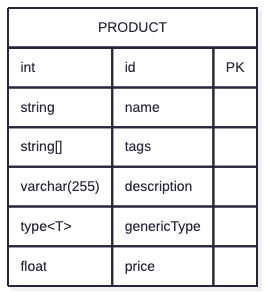 PRODUCT
int id PK
string name
string[] tags
varchar(255) description
type<T> genericType
float price